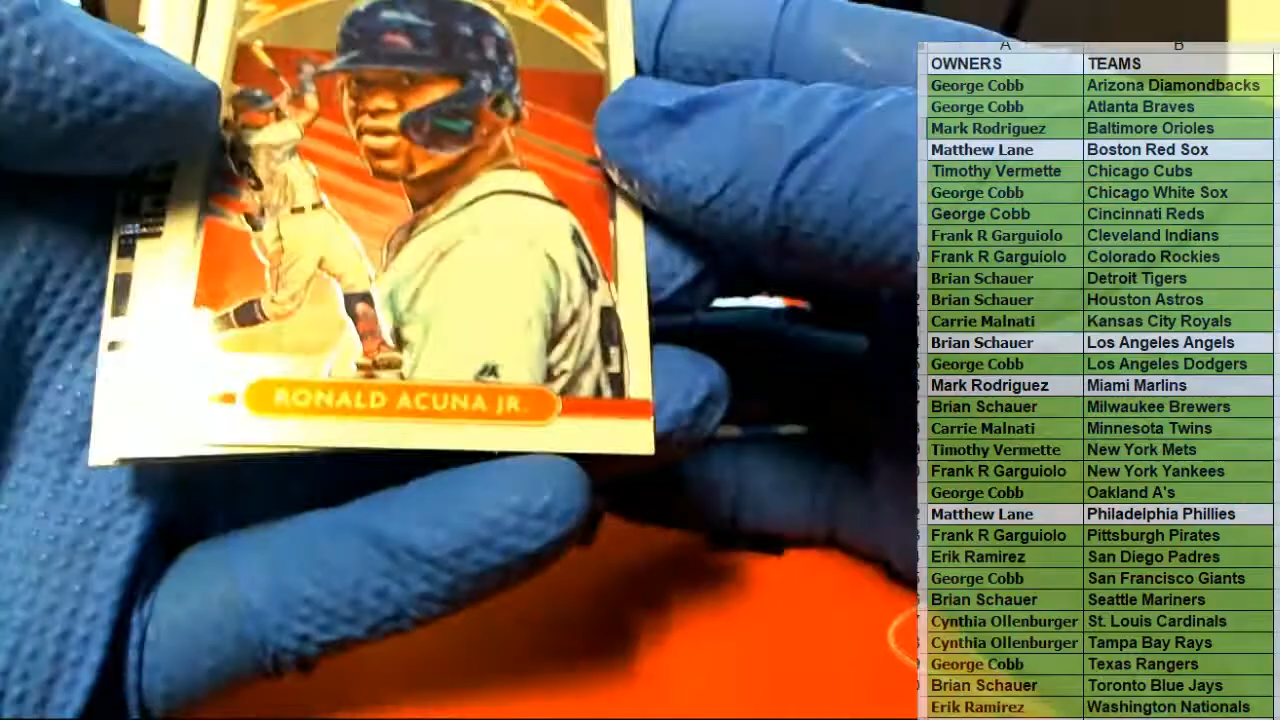 RONALD ACUNA JR.
A B
OWNERS TEAMS
George Cobb Arizona Diamondbacks
George Cobb Atlanta Braves
Mark Rodriguez Baltimore Orioles
Matthew Lane Boston Red Sox
Timothy Vermette Chicago Cubs
George Cobb Chicago White Sox
George Cobb Cincinnati Reds
Frank R Garguiolo Cleveland Indians
Frank R Garguiolo Colorado Rockies
Brian Schauer Detroit Tigers
Brian Schauer Houston Astros
Carrie Malnati Kansas City Royals
Brian Schauer Los Angeles Angels
George Cobb Los Angeles Dodgers
Mark Rodriguez Miami Marlins
Brian Schauer Milwaukee Brewers
Carrie Malnati Minnesota Twins
Timothy Vermette New York Mets
Frank R Garguiolo New York Yankees
George Cobb Oakland A's
Matthew Lane Philadelphia Phillies
Frank R Garguiolo Pittsburgh Pirates
Erik Ramirez San Diego Padres
George Cobb San Francisco Giants
Brian Schauer Seattle Mariners
Cynthia Ollenburger St. Louis Cardinals
Cynthia Ollenburger Tampa Bay Rays
George Cobb Texas Rangers
Brian Schauer Toronto Blue Jays
Erik Ramirez Washington Nationals